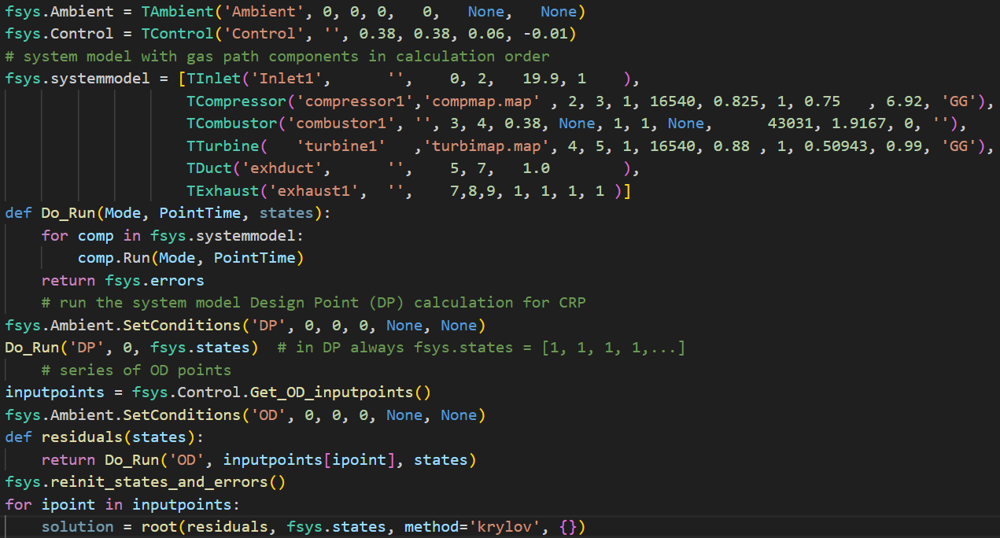 fsys.Ambient = TAmbient('Ambient', 0, 0, 0,   0,   None,   None)
fsys.Control = TControl('Control', '', 0.38, 0.38, 0.06, -0.01)
# system model with gas path components in calculation order
fsys.systemmodel = [TInlet('Inlet1',      '',    0, 2,   19.9, 1    ),
                    TCompressor('compressor1','compmap.map' , 2, 3, 1, 16540, 0.825, 1, 0.75   , 6.92, 'GG'),
                    TCombustor('combustor1', '', 3, 4, 0.38, None, 1, 1, None,      43031, 1.9167, 0, ''),
                    TTurbine(   'turbine1'   ,'turbimap.map', 4, 5, 1, 16540, 0.88 , 1, 0.50943, 0.99, 'GG'),
                    TDuct('exhduct',       '',    5, 7,   1.0        ),
                    TExhaust('exhaust1',  '',    7,8,9, 1, 1, 1, 1 )]
def Do_Run(Mode, PointTime, states):
    for comp in fsys.systemmodel:
        comp.Run(Mode, PointTime)
    return fsys.errors
    # run the system model Design Point (DP) calculation for CRP
fsys.Ambient.SetConditions('DP', 0, 0, 0, None, None)
Do_Run('DP', 0, fsys.states)  # in DP always fsys.states = [1, 1, 1, 1,...]
    # series of OD points
inputpoints = fsys.Control.Get_OD_inputpoints()
fsys.Ambient.SetConditions('OD', 0, 0, 0, None, None)
def residuals(states):
    return Do_Run('OD', inputpoints[ipoint], states)
fsys.reinit_states_and_errors()
for ipoint in inputpoints:
    solution = root(residuals, fsys.states, method='krylov', {})